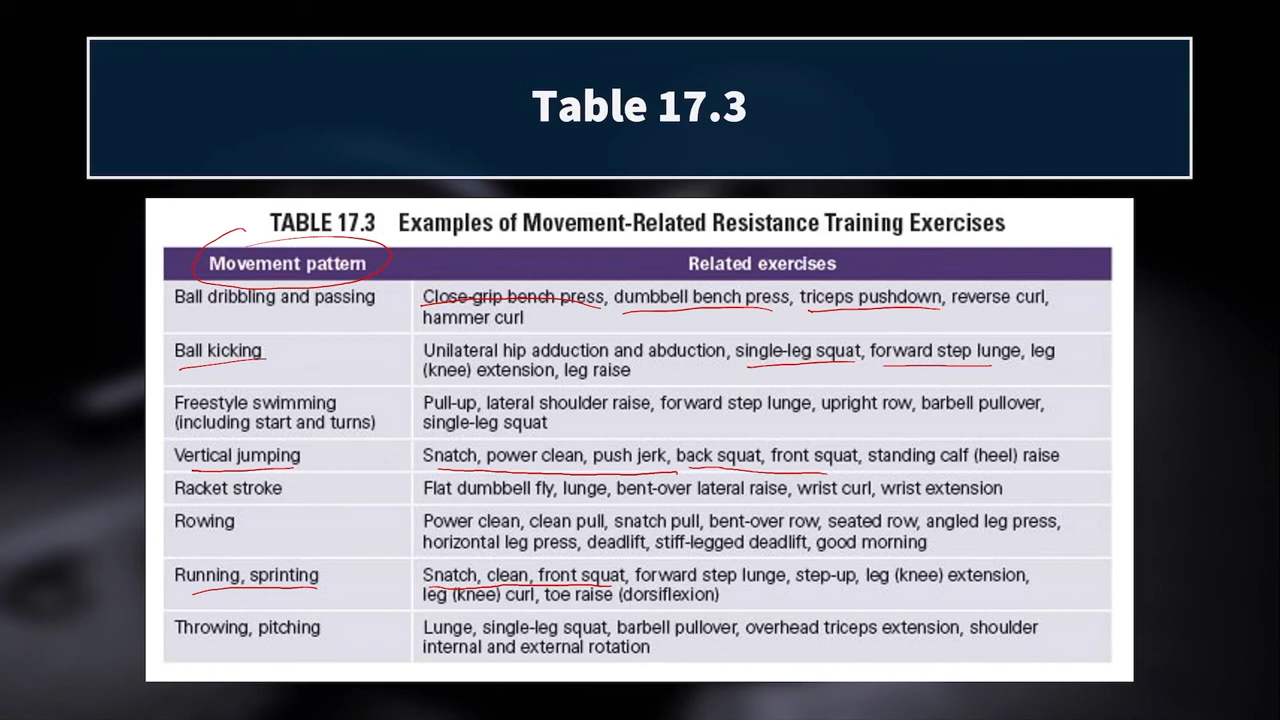 Table 17.3
TABLE 17.3 Examples of Movement-Related Resistance Training Exercises
Movement pattern Related exercises
Ball dribbling and passing Close-grip bench press, dumbbell bench press, triceps pushdown, reverse curl,
hammer curl
Ball kicking Unilateral hip adduction and abduction, single-leg squat, forward step lunge, leg
(knee) extension, leg raise
Freestyle swimming Pull-up, lateral shoulder raise, forward step lunge, upright row, barbell pullover,
(including start and turns) single-leg squat
Vertical jumping Snatch, power clean, push jerk, back squat, front squat, standing calf (heel) raise
Racket stroke Flat dumbbell fly, lunge, bent-over lateral raise, wrist curl, wrist extension
Rowing Power clean, clean pull, snatch pull, bent-over row, seated row, angled leg press,
horizontal leg press, deadlift, stiff-legged deadlift, good morning
Running, sprinting Snatch, clean, front squat, forward step lunge, step-up, leg (knee) extension,
leg (knee) curl, toe raise (dorsiflexion)
Throwing, pitching Lunge, single-leg squat, barbell pullover, overhead triceps extension, shoulder
internal and external rotation